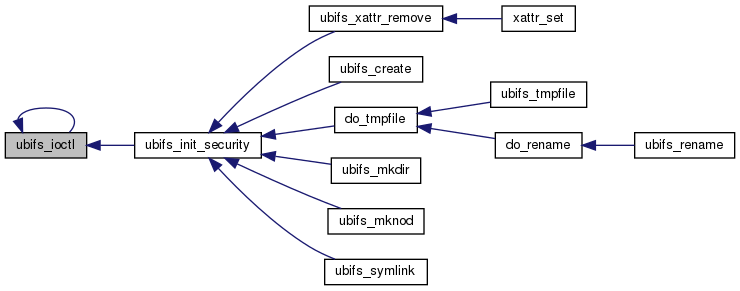 ubifs_xattr_remove
xattr_set
ubifs_create
ubifs_tmpfile
do_tmpfile
ubifs_ioctl
ubifs_init_security
do_rename
ubifs_rename
ubifs_mkdir
ubifs_mknod
ubifs_symlink